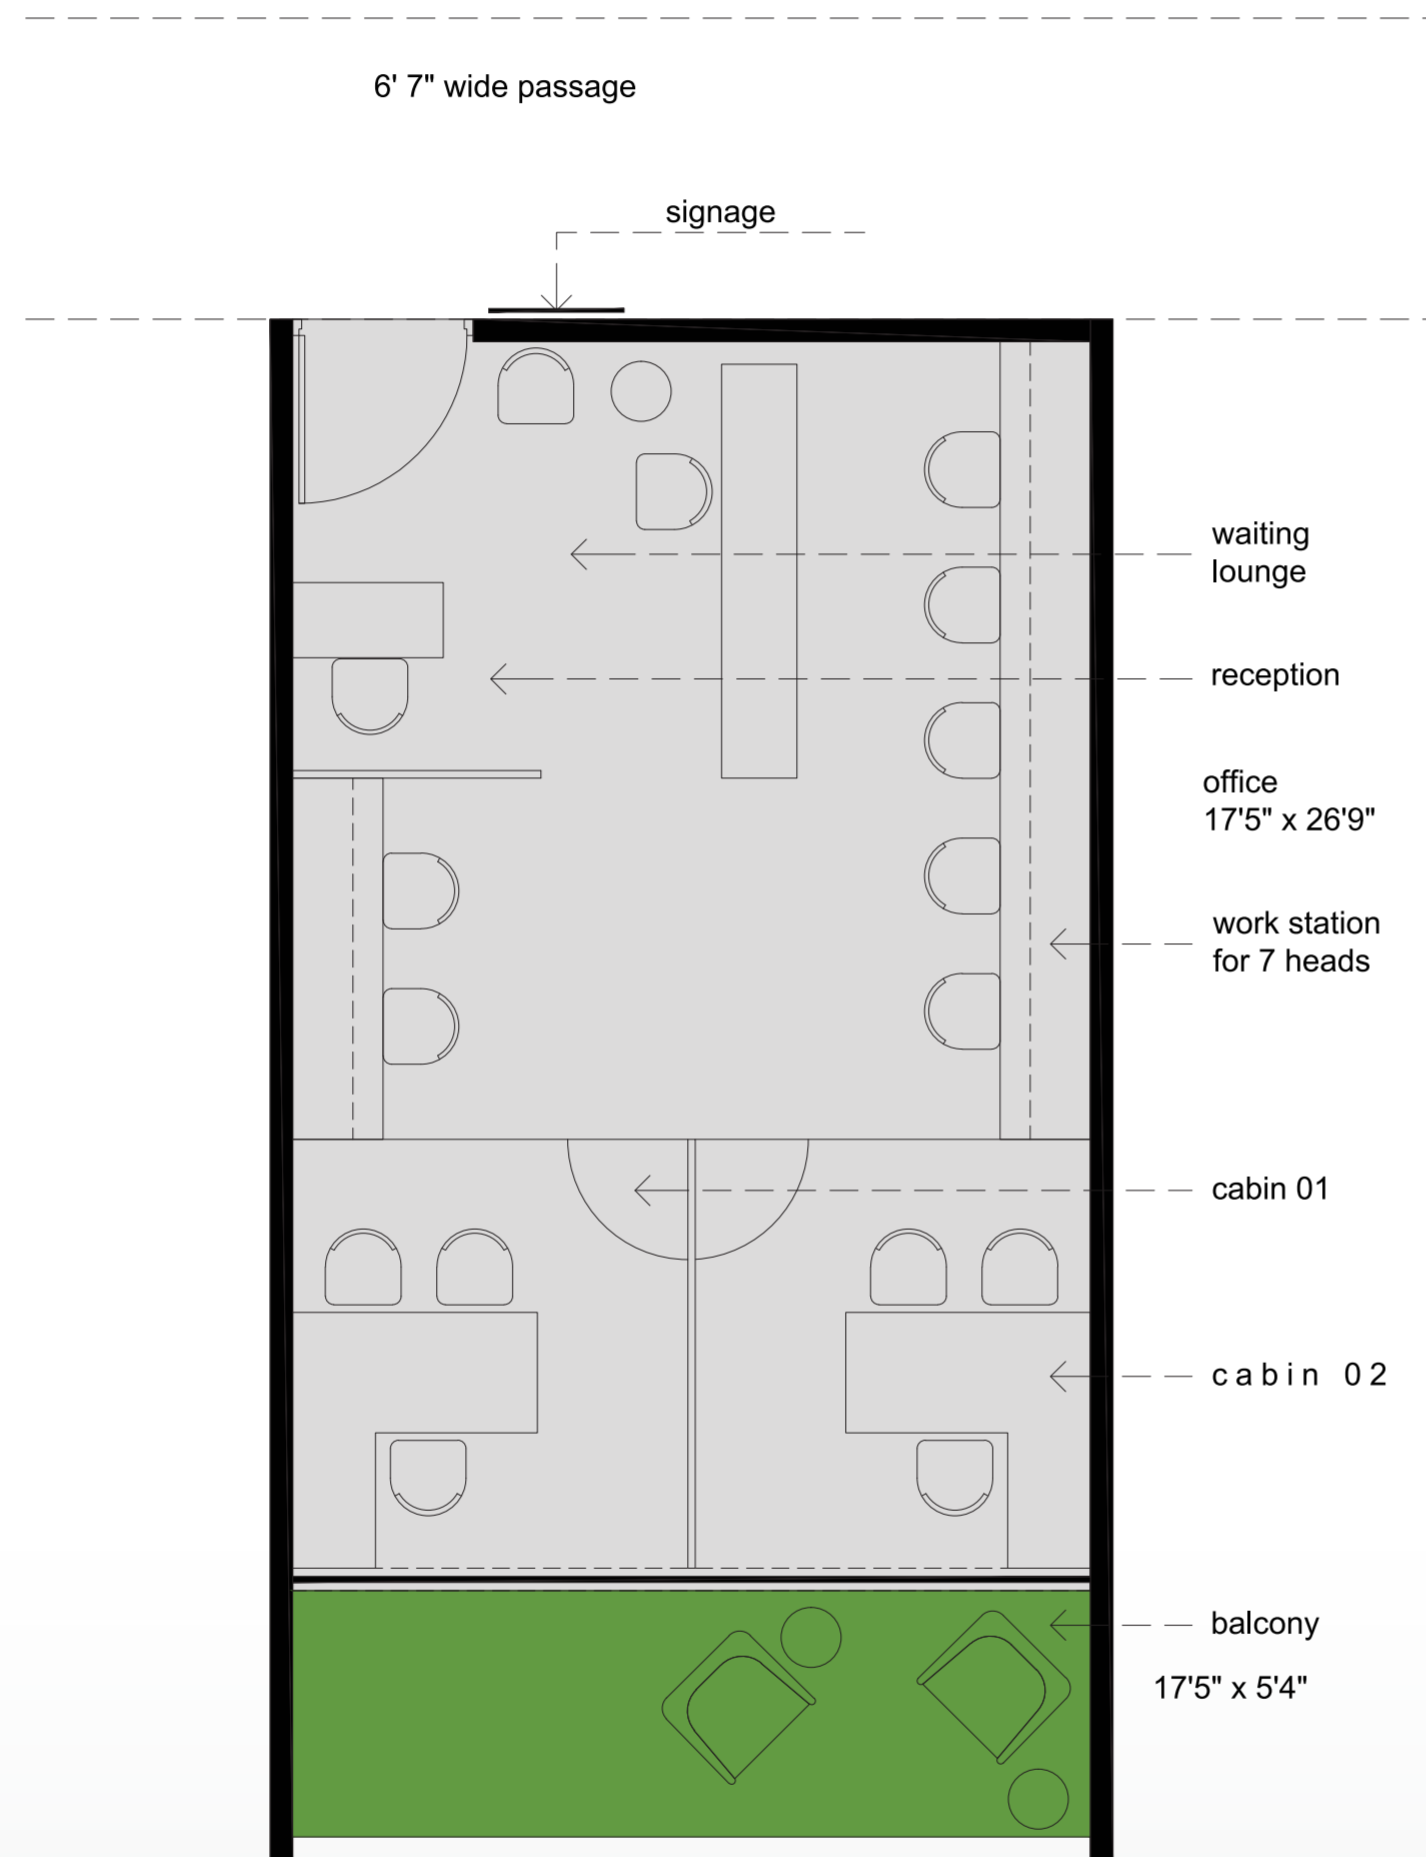 6' 7" wide passage
signage
waiting
lounge
reception
office
17'5" x 26'9"
work station
for 7 heads
cabin 01
cabin 02
balcony
17'5" x 5'4"